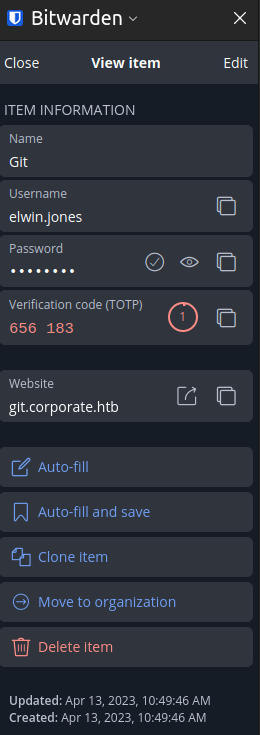 Bitwarden
Close View item Edit
ITEM INFORMATION
Name
Git
Username
elwin.jones
Password
••••••••
Verification code (TOTP)
656 183 1
Website
git.corporate.htb
Auto-fill
Auto-fill and save
Clone item
Move to organization
Delete item
Updated: Apr 13, 2023, 10:49:46 AM
Created: Apr 13, 2023, 10:49:46 AM